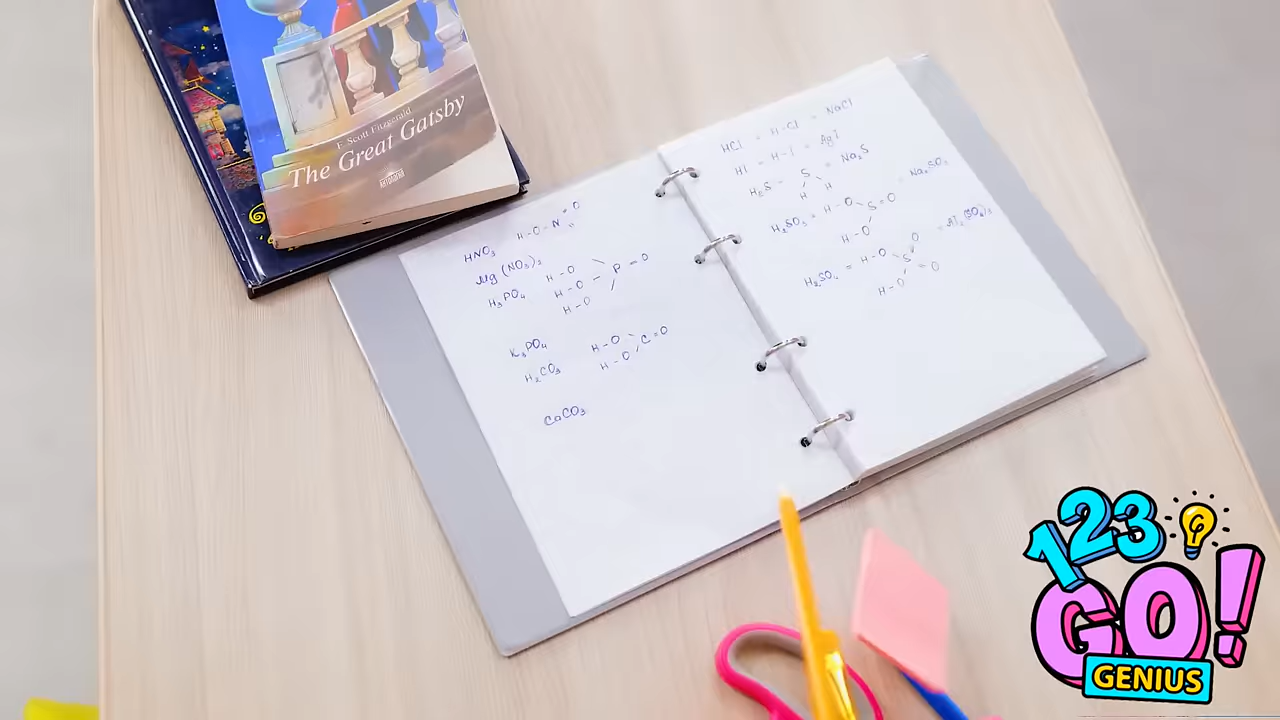 F. Scott Fitzgerald
The Great Gatsby
HNO₃ H-O-N=O
Mg(NO₃)₂
H₃PO₄ H-O
H-O - P=O
H-O
K₃PO₄
H₂CO₃ H-O
H-O C=O
CaCO₃
HCl = H-Cl = NaCl
HI = H-I = AgI
H₂S = S = Na₂S
H H
H₂SO₃ = H-O S=O = Na₂SO₃
H-O
H₂SO₄ = H-O S O = Al₂(SO₄)₃
H-O O
123
GO!
GENIUS